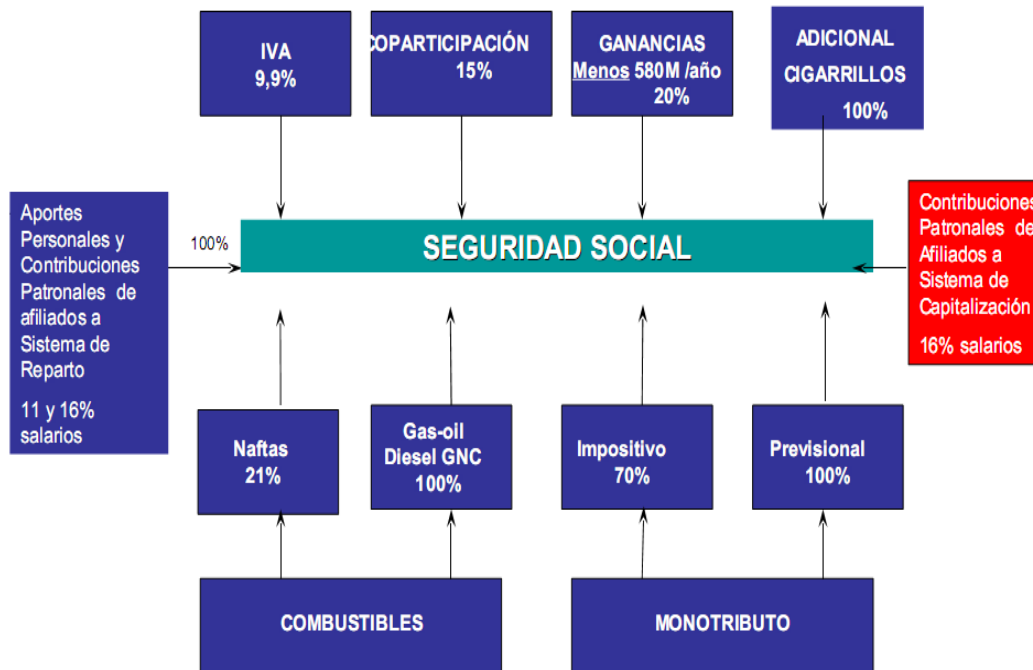 IVA
9,9%
COPARTICIPACIÓN
15%
GANANCIAS
Menos 580M /año
20%
ADICIONAL
CIGARRILLOS
100%
Aportes
Personales y
Contribuciones
Patronales de
afiliados a
Sistema de
Reparto
11 y 16%
salarios
100%
SEGURIDAD SOCIAL
Contribuciones
Patronales de
Afiliados a
Sistema de
Capitalización
16% salarios
Naftas
21%
Gas-oil
Diesel GNC
100%
Impositivo
70%
Previsional
100%
COMBUSTIBLES
MONOTRIBUTO